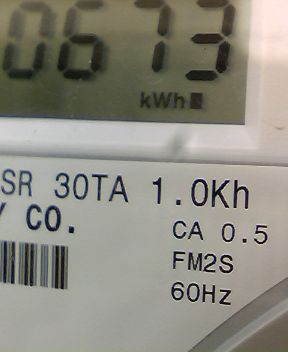 0673
kWh
SR 30TA 1.0Kh
Y CO.
CA 0.5
FM2S
60Hz